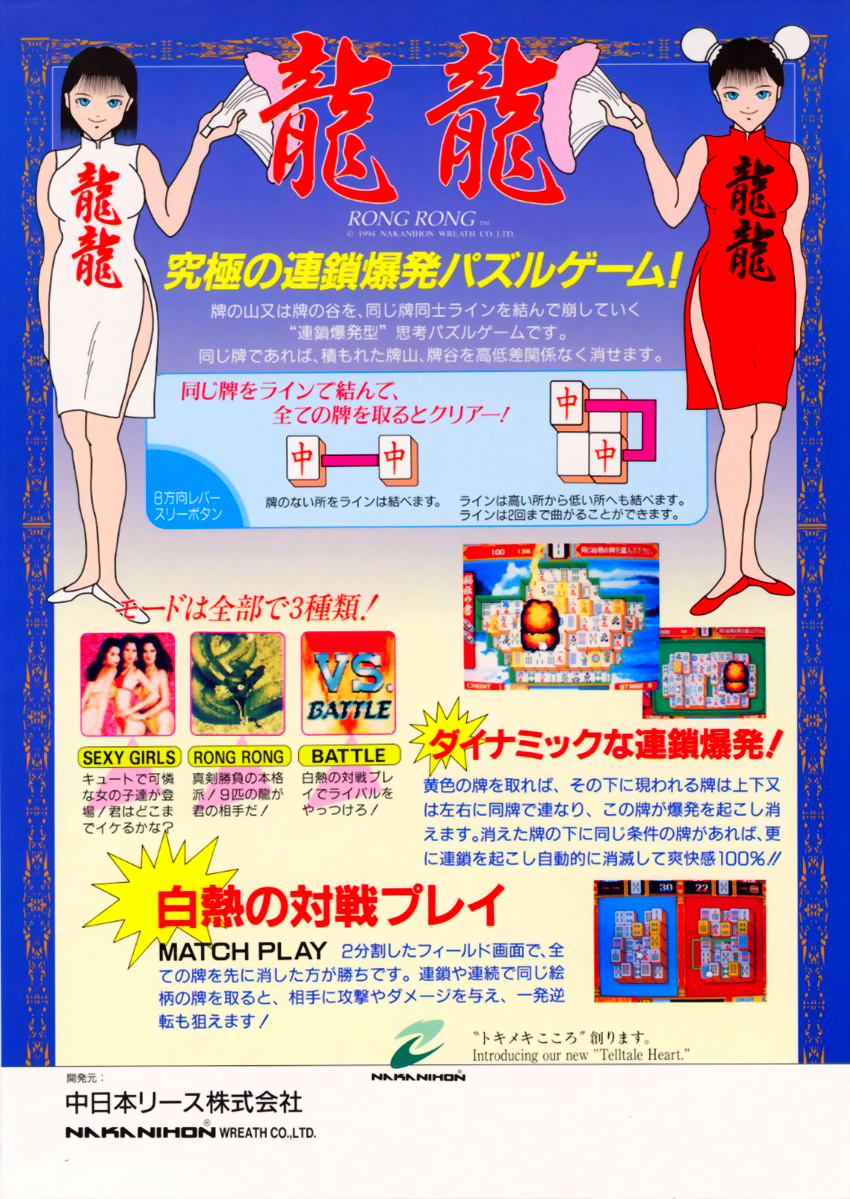 龍龍
龍龍
龍龍
RONG RONG TM
© 1994 NAKANIHON WREATH CO.,LTD.
究極の連鎖爆発パズルゲーム!
牌の山又は牌の谷を、同じ牌同士ラインを結んで崩していく
“連鎖爆発型”思考パズルゲームです。
同じ牌であれば、積もれた牌山、牌谷を高低差関係なく消せます。
同じ牌をラインで結んで、
全ての牌を取るとクリアー!
中
中
中
中
8方向レバー
スリーボタン
牌のない所をラインは結べます。
ラインは高い所から低い所へも結べます。
ラインは2回まで曲がることができます。
モードは全部で3種類!
VS.
BATTLE
SEXY GIRLS
キュートで可憐
な女の子達が登
場!君はどこま
でイケるかな?
RONG RONG
真剣勝負の本格
派!9匹の龍が
君の相手だ!
BATTLE
白熱の対戦プレ
イでライバルを
やっつけろ!
100
CREDIT
STAGE
ダイナミックな連鎖爆発!
黄色の牌を取れば、その下に現われる牌は上下又
は左右に同牌で連なり、この牌が爆発を起こし消
えます。消えた牌の下に同じ条件の牌があれば、更
に連鎖を起こし自動的に消滅して爽快感100%!!
白熱の対戦プレイ
MATCH PLAY 2分割したフィールド画面で、全
ての牌を先に消した方が勝ちです。連鎖や連続で同じ絵
柄の牌を取ると、相手に攻撃やダメージを与え、一発逆
転も狙えます!
30 22
“トキメキこころ”創ります。
Introducing our new "Telltale Heart."
NAKANIHON®
開発元:
中日本リース株式会社
NAKANIHON® WREATH CO.,LTD.